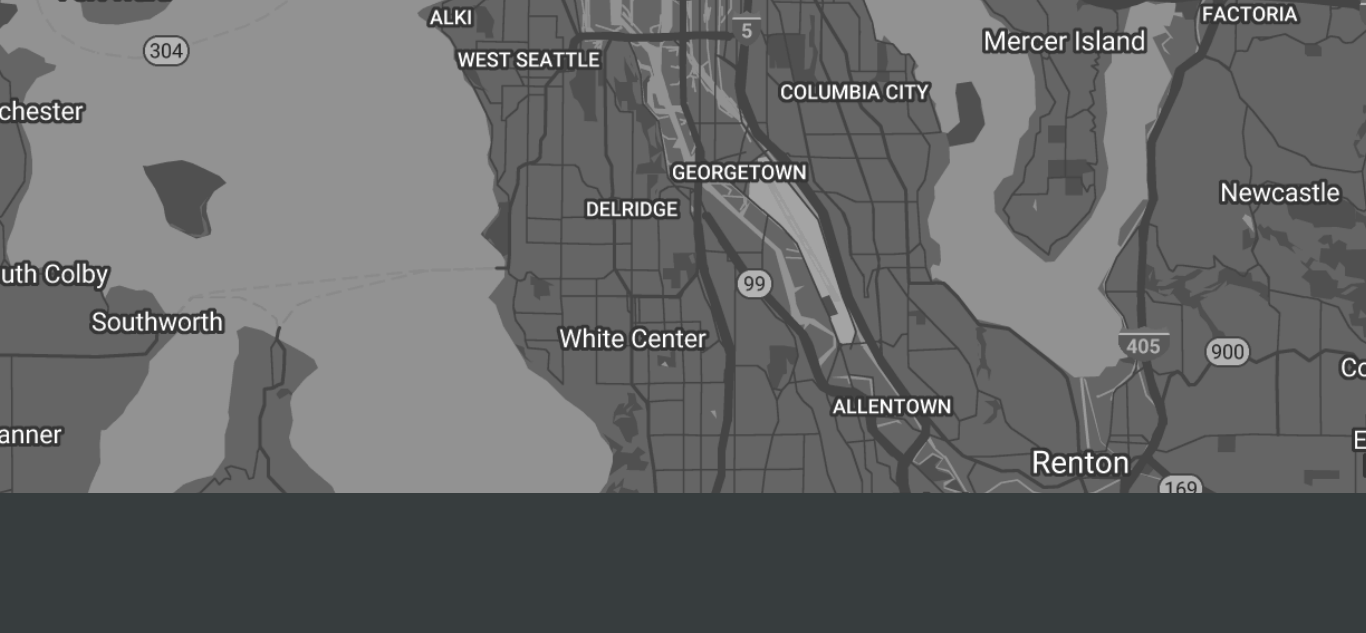 ALKI
FACTORIA
5
304
Mercer Island
WEST SEATTLE
COLUMBIA CITY
chester
GEORGETOWN
Newcastle
DELRIDGE
uth Colby
99
Southworth
White Center
405
900
Co
ALLENTOWN
anner
E
Renton
169